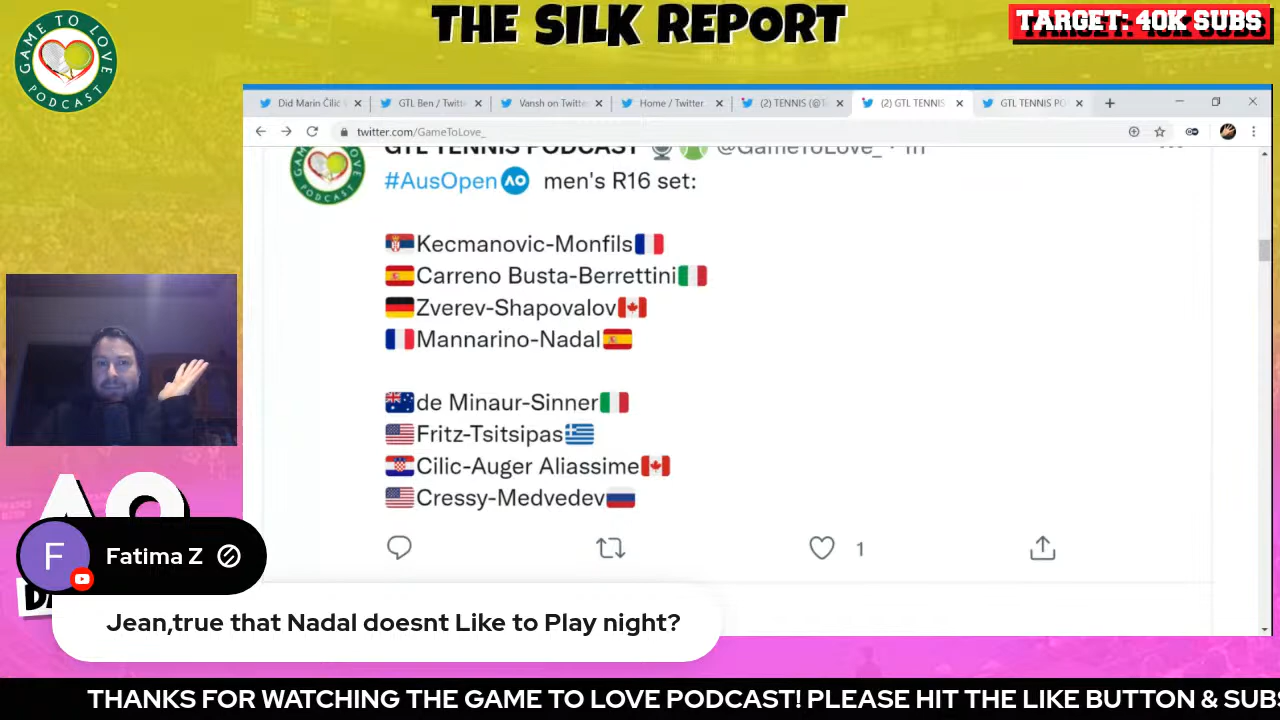 THE SILK REPORT
TARGET: 40K SUBS
GAME TO LOVE
PODCAST
Did Marin Čilić
GTL Ben / Twitte
Vansh on Twitte
Home / Twitter
(2) TENNIS (@T
(2) GTL TENNIS
GTL TENNIS PO
twitter.com/GameToLove_
GTL TENNIS PODCAST @GameToLove_ · 1h
#AusOpen AO men's R16 set:
Kecmanovic-Monfils
Carreno Busta-Berrettini
Zverev-Shapovalov
Mannarino-Nadal
de Minaur-Sinner
Fritz-Tsitsipas
Cilic-Auger Aliassime
Cressy-Medvedev
1
AO
F
Fatima Z
Jean,true that Nadal doesnt Like to Play night?
THANKS FOR WATCHING THE GAME TO LOVE PODCAST! PLEASE HIT THE LIKE BUTTON & SUBS